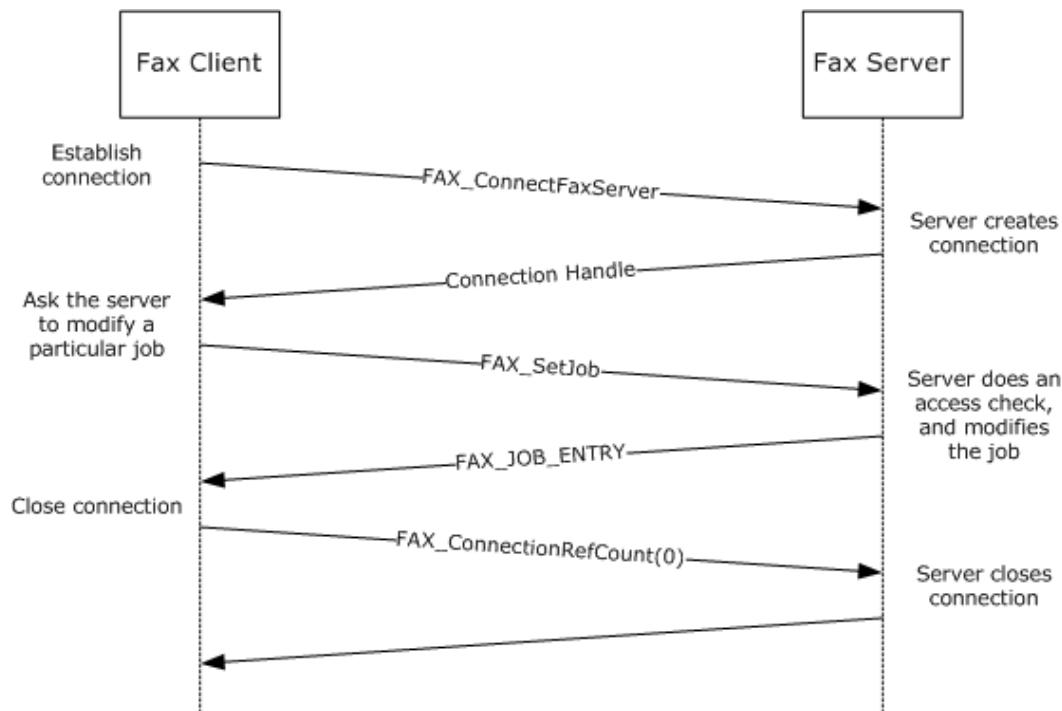 Fax Client
Fax Server
Establish
connection
FAX_ConnectFaxServer
Server creates
connection
Connection Handle
Ask the server
to modify a
particular job
FAX_SetJob
Server does an
access check,
and modifies
the job
FAX_JOB_ENTRY
Close connection
FAX_ConnectionRefCount(0)
Server closes
connection